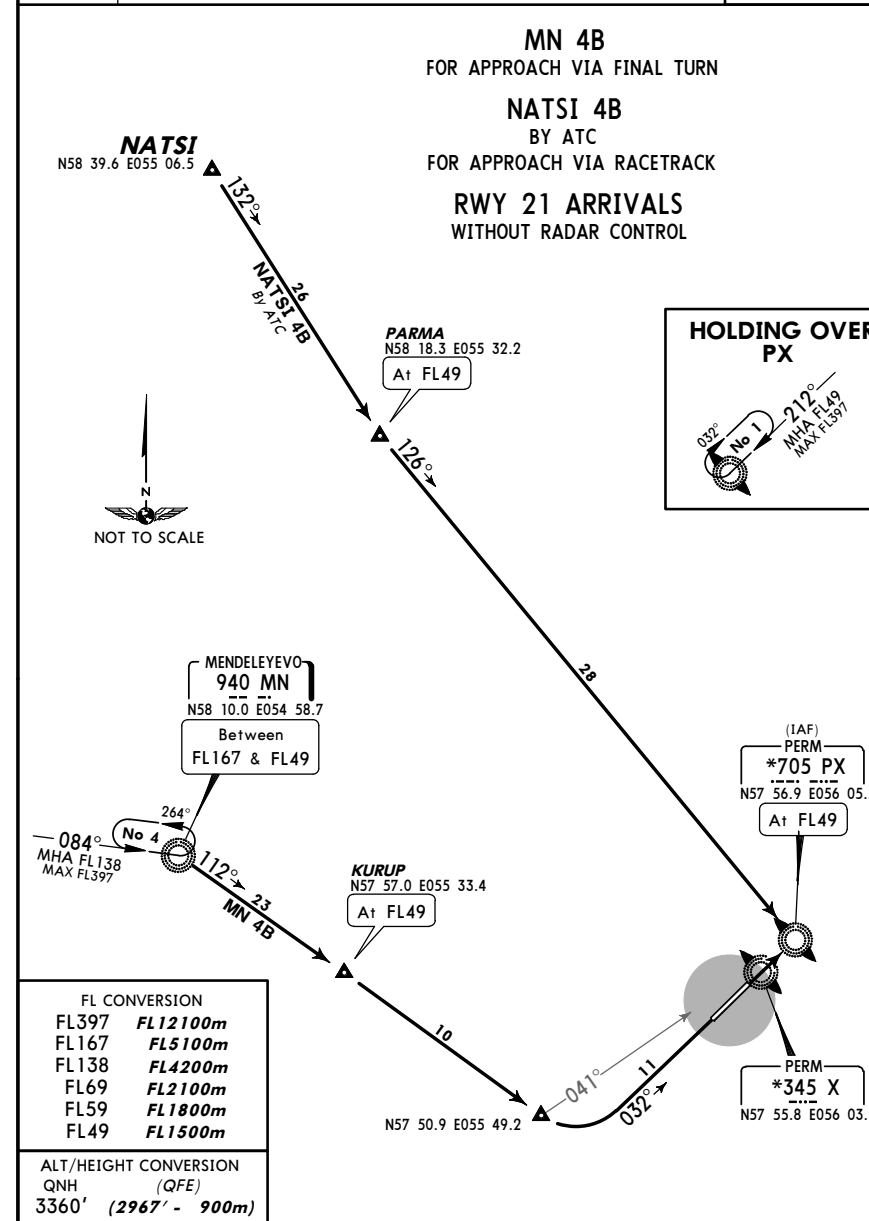 MN 4B
FOR APPROACH VIA FINAL TURN
NATSI 4B
BY ATC
FOR APPROACH VIA RACETRACK
RWY 21 ARRIVALS
WITHOUT RADAR CONTROL
NATSI
N58 39.6 E055 06.5
132°
26
NATSI 4B
By ATC
PARMA
N58 18.3 E055 32.2
At FL49
126°
28
HOLDING OVER
PX
032°
No 1
212°
MHA FL49
MAX FL397
N
NOT TO SCALE
MENDELEYEVO
940 MN
N58 10.0 E054 58.7
Between
FL167 & FL49
264°
No 4
084°
MHA FL138
MAX FL397
112°
23
MN 4B
KURUP
N57 57.0 E055 33.4
At FL49
10
N57 50.9 E055 49.2
041°
11
032°
(IAF)
PERM
*705 PX
N57 56.9 E056 05.
At FL49
PERM
*345 X
N57 55.8 E056 03.
FL CONVERSION
FL397 FL12100m
FL167 FL5100m
FL138 FL4200m
FL69 FL2100m
FL59 FL1800m
FL49 FL1500m
ALT/HEIGHT CONVERSION
QNH (QFE)
3360' (2967' - 900m)